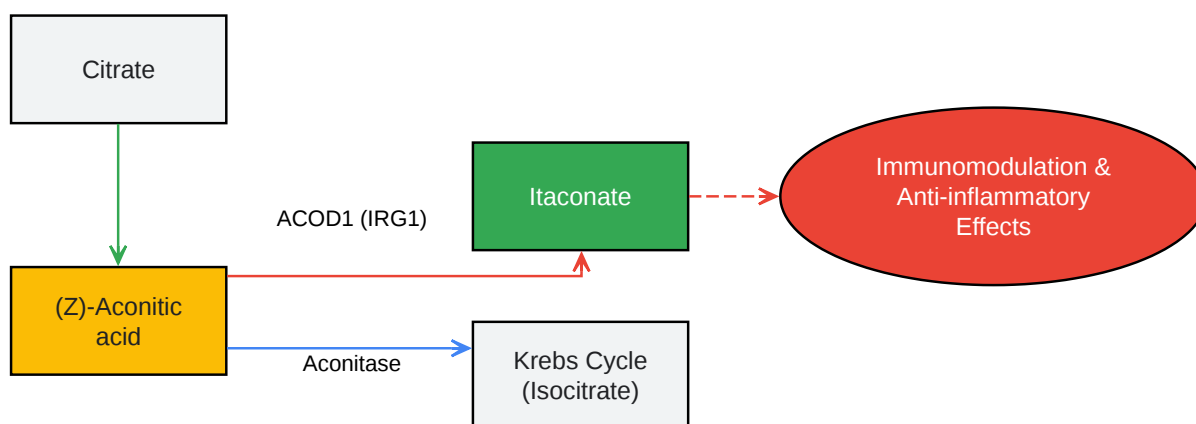 Citrate
(Z)-Aconitic
acid
ACOD1 (IRG1)
Aconitase
Itaconate
Krebs Cycle
(Isocitrate)
Immunomodulation &
Anti-inflammatory
Effects